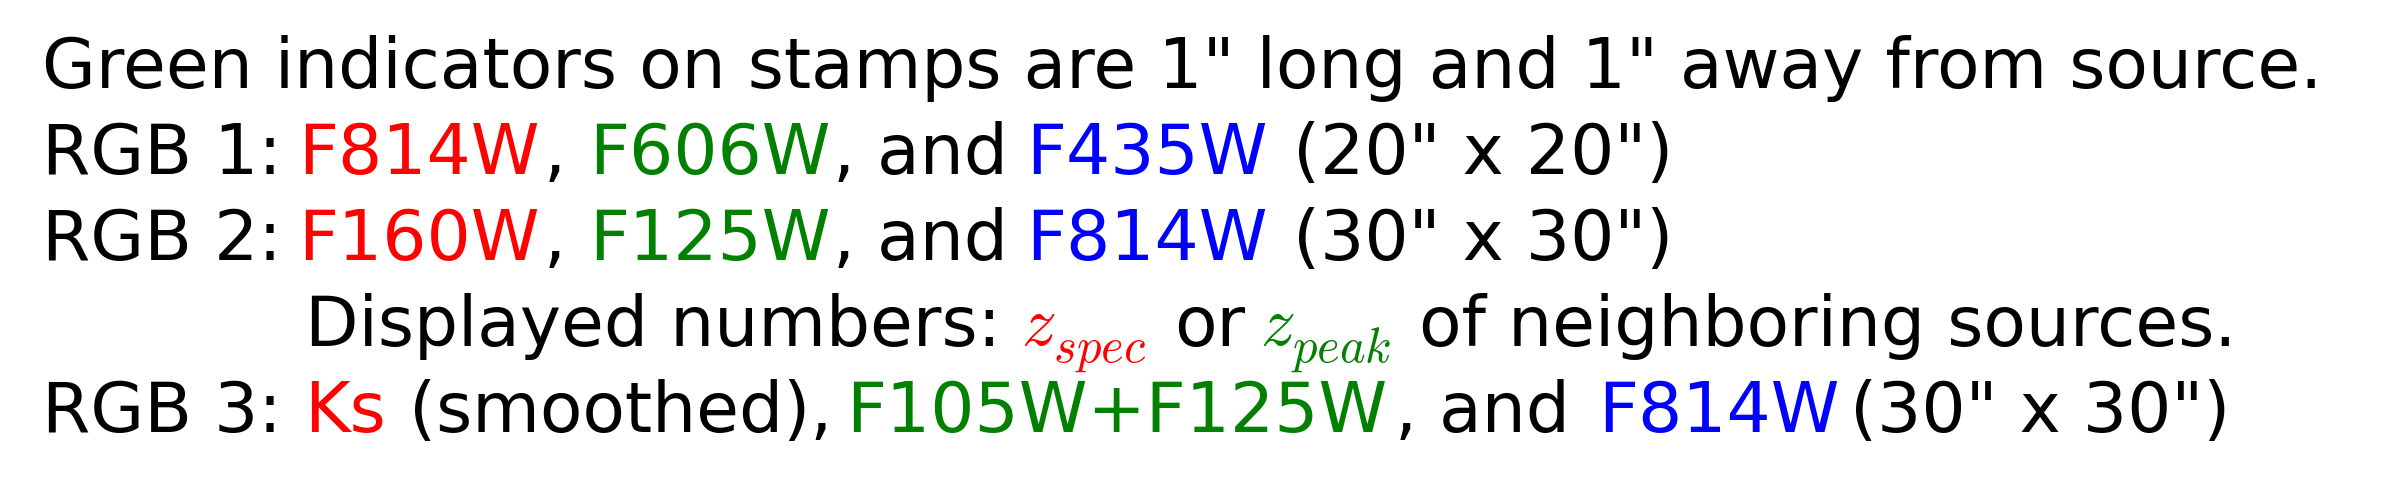 Green indicators on stamps are 1" long and 1" away from source.
RGB 1: F814W, F606W, and F435W (20" x 20")
RGB 2: F160W, F125W, and F814W (30" x 30")
Displayed numbers: z_spec or z_peak of neighboring sources.
RGB 3: Ks (smoothed), F105W+F125W, and F814W (30" x 30")